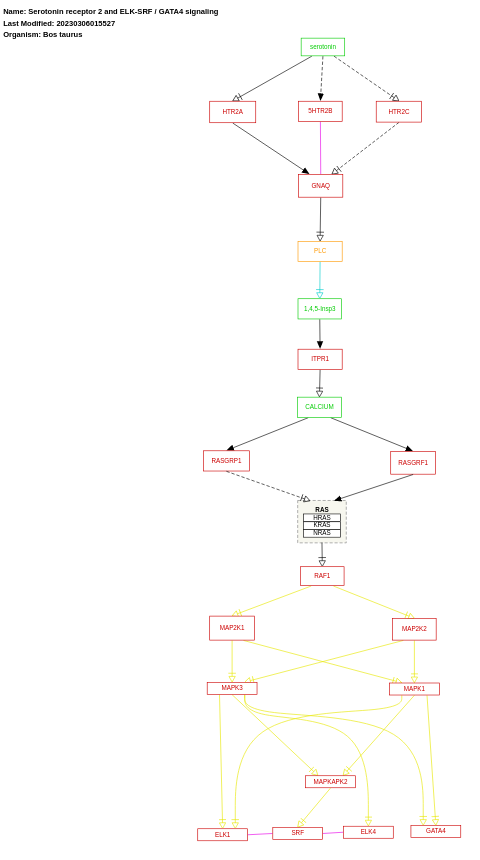 Name: Serotonin receptor 2 and ELK-SRF / GATA4 signaling
Last Modified: 20230306015527
Organism: Bos taurus
serotonin
HTR2A
5HTR2B
HTR2C
GNAQ
PLC
1,4,5-insp3
ITPR1
CALCIUM
RASGRP1
RASGRF1
RAS
HRAS
KRAS
NRAS
RAF1
MAP2K1
MAP2K2
MAPK3
MAPK1
MAPKAPK2
ELK1
SRF
ELK4
GATA4